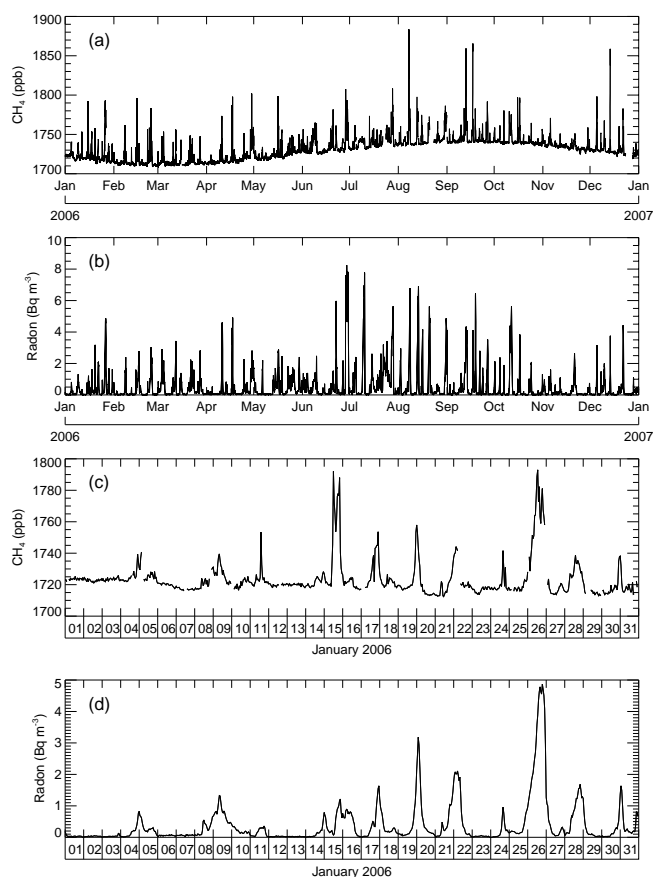 (a)
CH4 (ppb)
1900
1850
1800
1750
1700
Jan Feb Mar Apr May Jun Jul Aug Sep Oct Nov Dec Jan
2006 2007
(b)
Radon (Bq m-3)
10
8
6
4
2
0
Jan Feb Mar Apr May Jun Jul Aug Sep Oct Nov Dec Jan
2006 2007
(c)
CH4 (ppb)
1800
1780
1760
1740
1720
1700
01 02 03 04 05 06 07 08 09 10 11 12 13 14 15 16 17 18 19 20 21 22 23 24 25 26 27 28 29 30 31
January 2006
(d)
Radon (Bq m-3)
5
4
3
2
1
0
01 02 03 04 05 06 07 08 09 10 11 12 13 14 15 16 17 18 19 20 21 22 23 24 25 26 27 28 29 30 31
January 2006